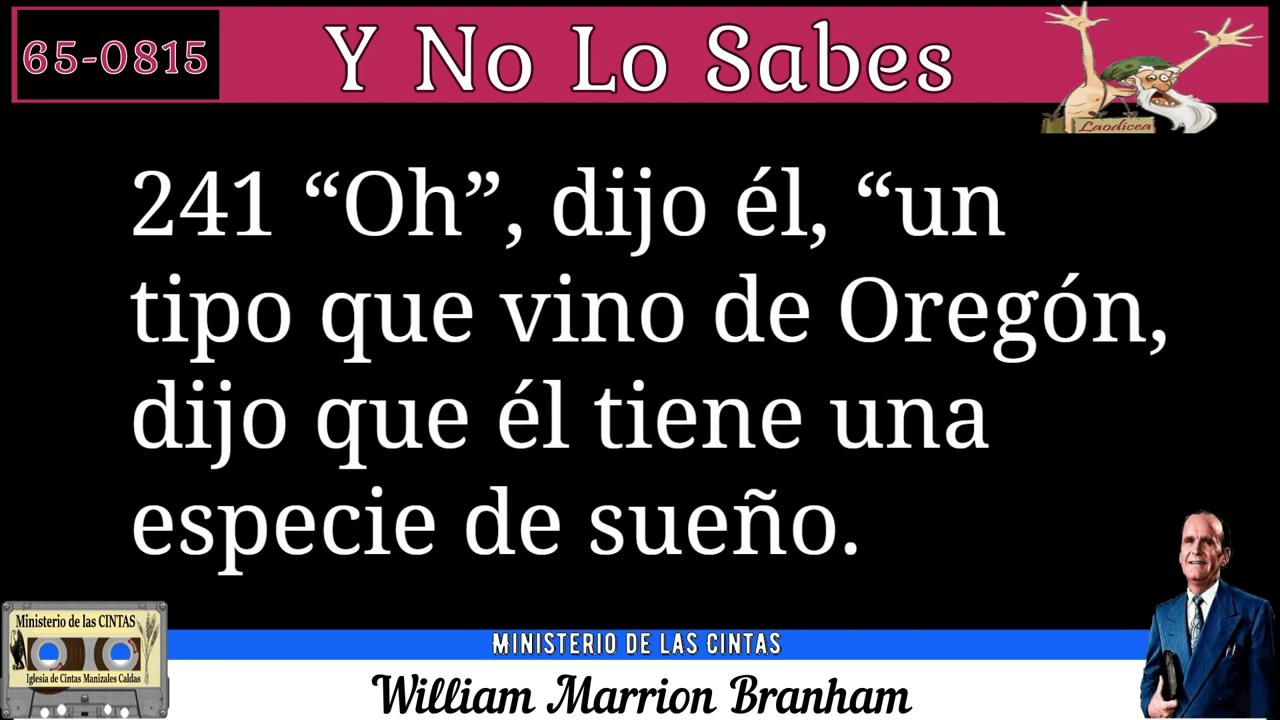 65-0815
Y No Lo Sabes
Laodicea
241 “Oh”, dijo él, “un
tipo que vino de Oregón,
dijo que él tiene una
especie de sueño.
Ministerio de las CINTAS
Iglesia de Cintas Manizales Caldas
MINISTERIO DE LAS CINTAS
William Marrion Branham